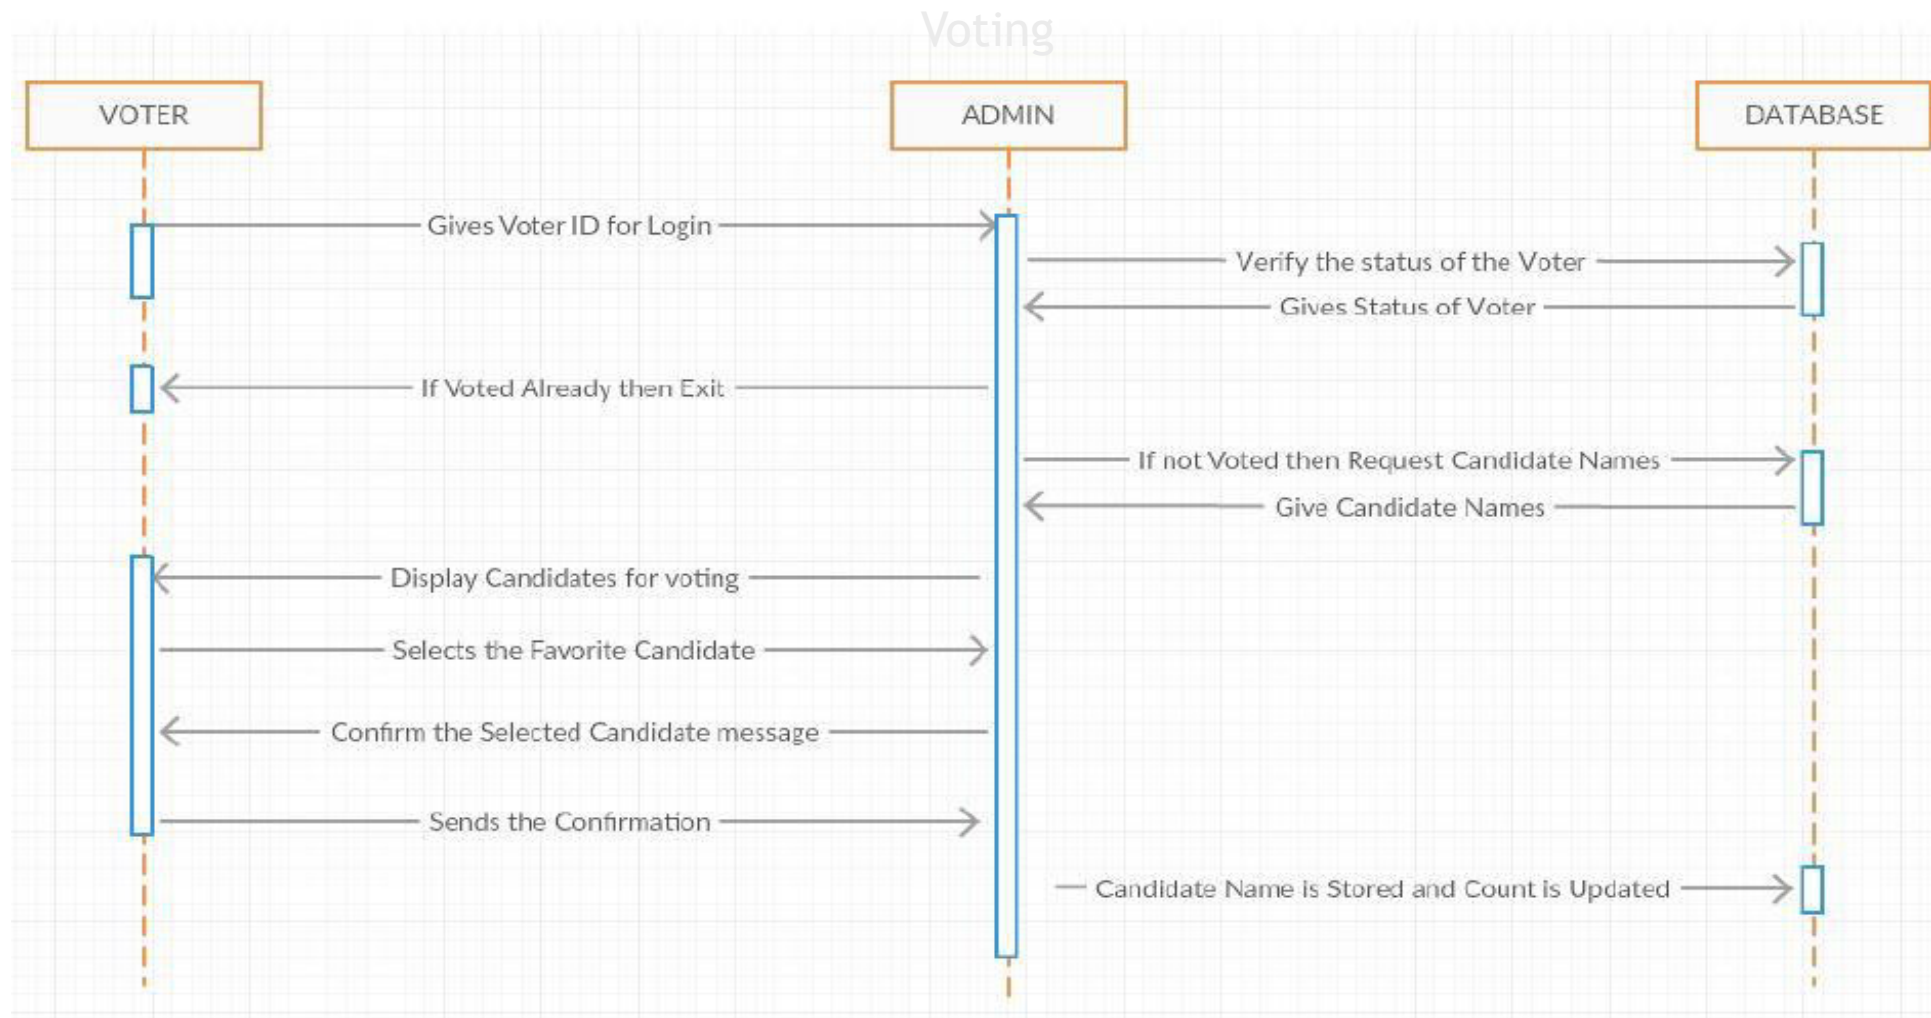 Voting
VOTER
ADMIN
DATABASE
Gives Voter ID for Login
Verify the status of the Voter
Gives Status of Voter
If Voted Already then Exit
If not Voted then Request Candidate Names
Give Candidate Names
Display Candidates for voting
Selects the Favorite Candidate
Confirm the Selected Candidate message
Sends the Confirmation
Candidate Name is Stored and Count is Updated